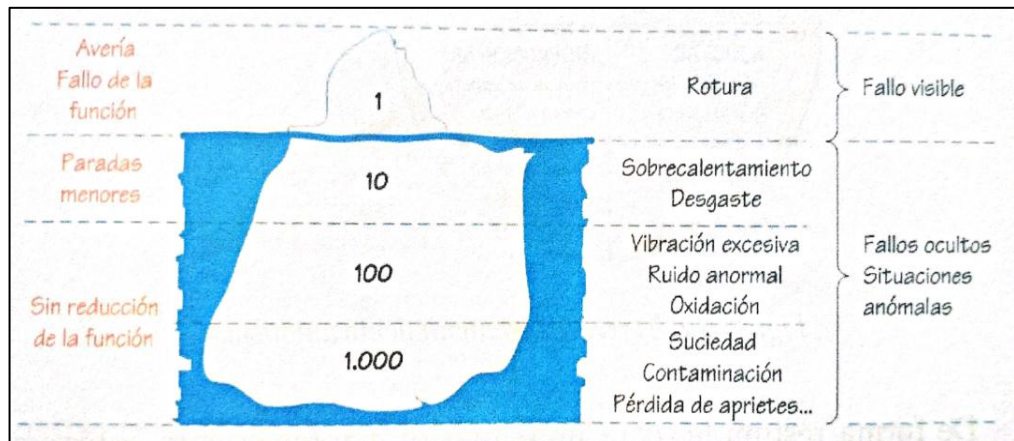 Avería
Fallo de la
función
1
Rotura
Fallo visible
Paradas
menores
10
Sobrecalentamiento
Desgaste
Sin reducción
de la función
100
Vibración excesiva
Ruido anormal
Oxidación
Fallos ocultos
Situaciones
anómalas
1.000
Suciedad
Contaminación
Pérdida de aprietes...